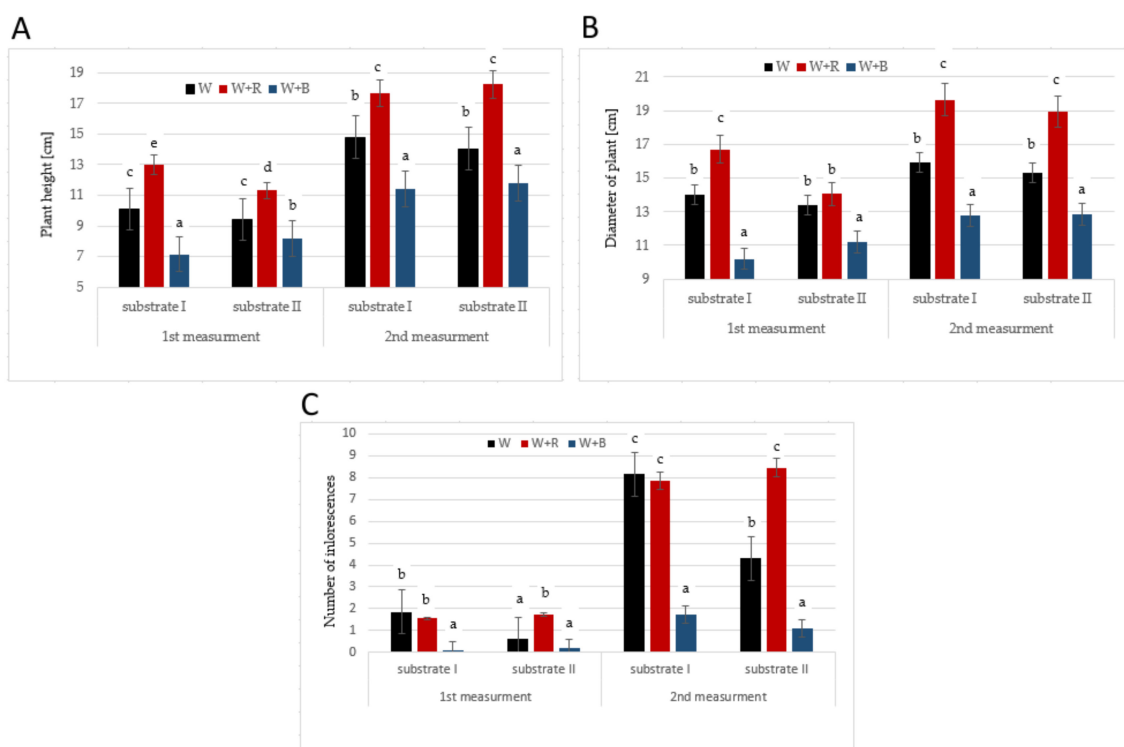 A
19
17
15
13
11
9
7
5
Plant height [cm]
W W+R W+B
c e a c d b b c a b c a
substrate I substrate II substrate I substrate II
1st measurment 2nd measurment
B
21
19
17
15
13
11
9
Diameter of plant [cm]
W W+R W+B
b c a b b a b c a b c a
substrate I substrate II substrate I substrate II
1st measurment 2nd measurment
C
10
9
8
7
6
5
4
3
2
1
0
Number of inlorescences
W W+R W+B
b b a a b a c c a b c a
substrate I substrate II substrate I substrate II
1st measurment 2nd measurment